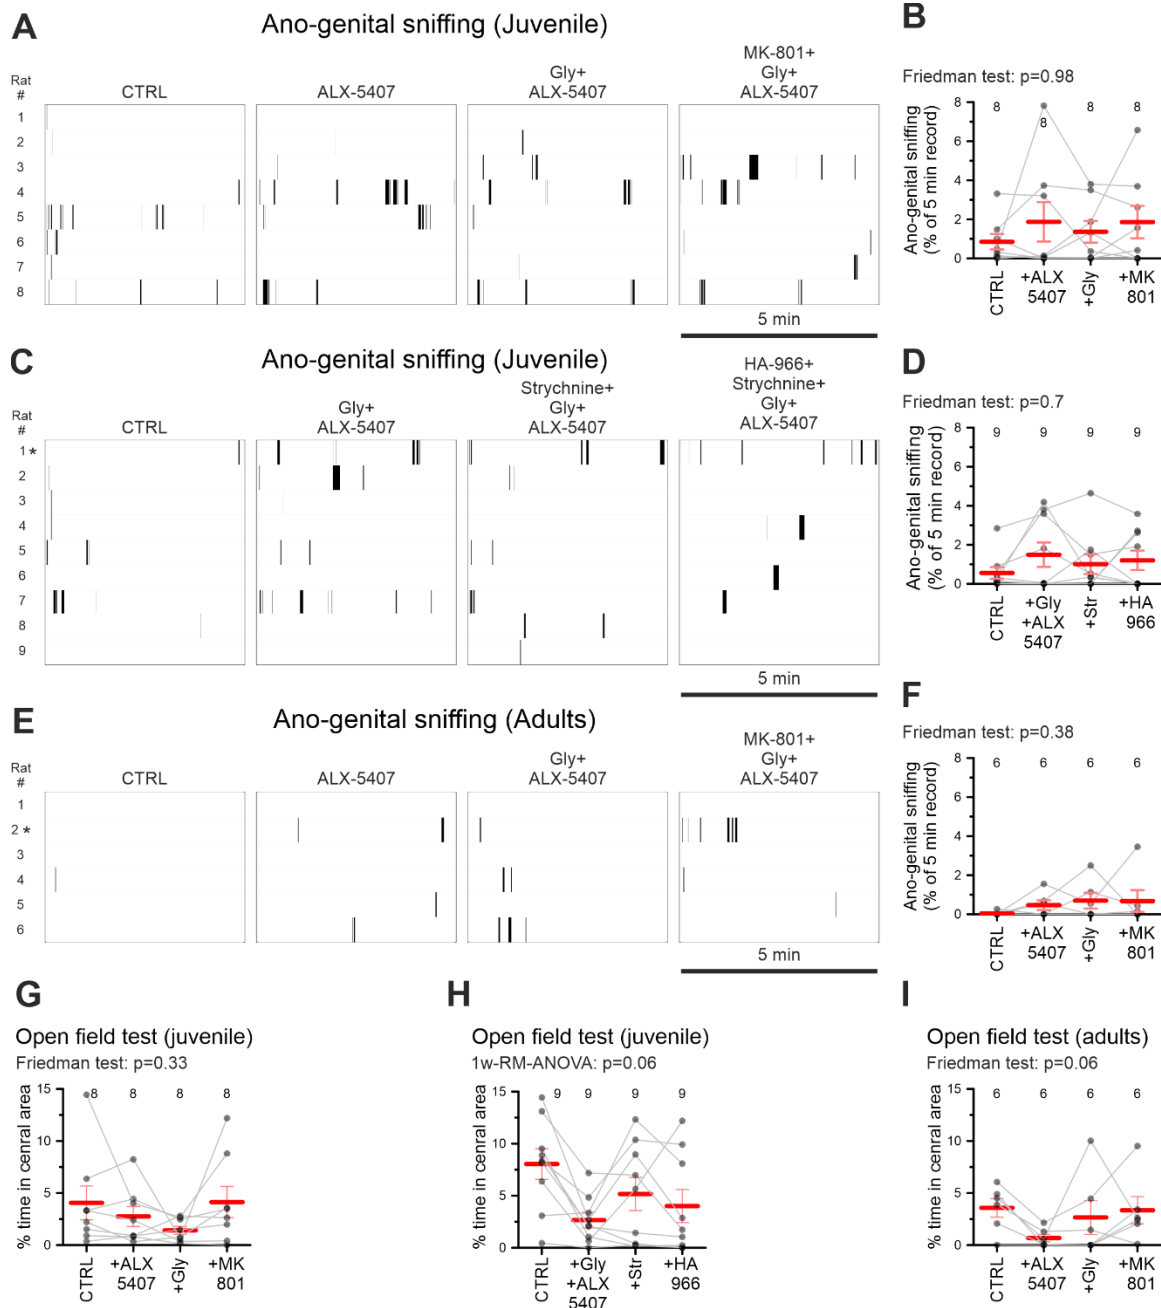 A
Ano-genital sniffing (Juvenile)
Rat
#
CTRL
ALX-5407
Gly+
ALX-5407
MK-801+
Gly+
ALX-5407
1
2
3
4
5
6
7
8
5 min
B
Friedman test: p=0.98
Ano-genital sniffing
(% of 5 min record)
8
6
4
2
0
8
8
8
8
CTRL
+ALX
5407
+Gly
+MK
801
C
Ano-genital sniffing (Juvenile)
Rat
#
CTRL
Gly+
ALX-5407
Strychnine+
Gly+
ALX-5407
HA-966+
Strychnine+
Gly+
ALX-5407
1 *
2
3
4
5
6
7
8
9
5 min
D
Friedman test: p=0.7
Ano-genital sniffing
(% of 5 min record)
8
6
4
2
0
9
9
9
9
CTRL
+Gly
+ALX
5407
+Str
+HA
966
E
Ano-genital sniffing (Adults)
Rat
#
CTRL
ALX-5407
Gly+
ALX-5407
MK-801+
Gly+
ALX-5407
1
2 *
3
4
5
6
5 min
F
Friedman test: p=0.38
Ano-genital sniffing
(% of 5 min record)
8
6
4
2
0
6
6
6
6
CTRL
+ALX
5407
+Gly
+MK
801
G
Open field test (juvenile)
Friedman test: p=0.33
% time in cenral area
15
10
5
0
8
8
8
8
CTRL
+ALX
5407
+Gly
+MK
801
H
Open field test (juvenile)
1w-RM-ANOVA: p=0.06
% time in cenral area
15
10
5
0
9
9
9
9
CTRL
+Gly
+ALX
5407
+Str
+HA
966
I
Open field test (adults)
Friedman test: p=0.06
% time in cenral area
15
10
5
0
6
6
6
6
CTRL
+ALX
5407
+Gly
+MK
801